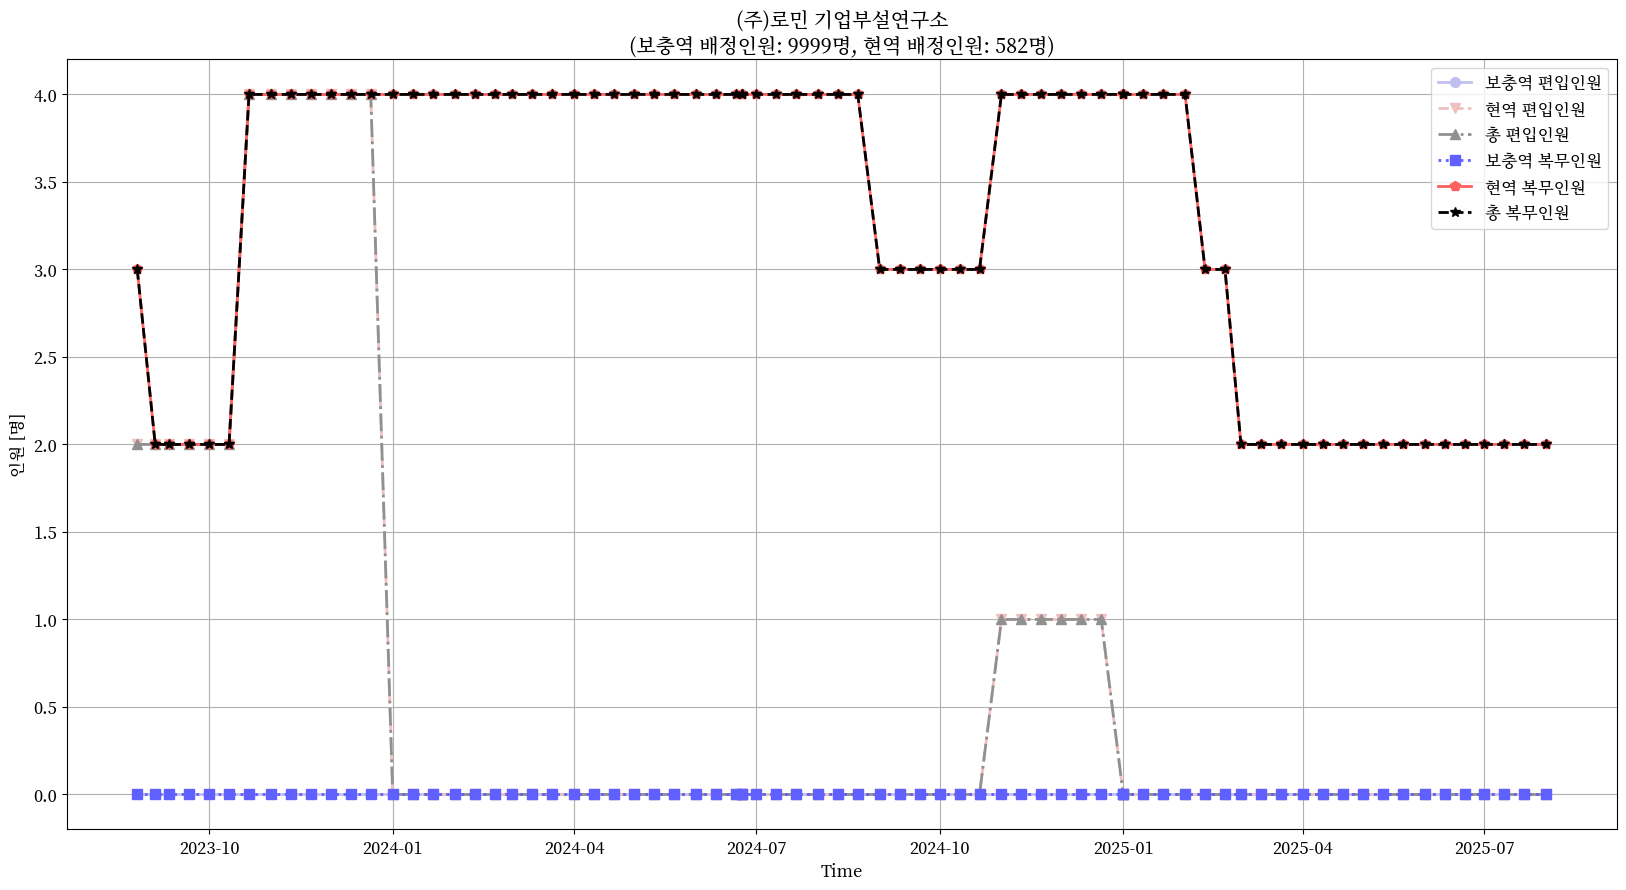 (주)로민 기업부설연구소
(보충역 배정인원: 9999명, 현역 배정인원: 582명)
보충역 편입인원
현역 편입인원
총 편입인원
보충역 복무인원
현역 복무인원
총 복무인원
인원 [명]
4.0
3.5
3.0
2.5
2.0
1.5
1.0
0.5
0.0
2023-10 2024-01 2024-04 2024-07 2024-10 2025-01 2025-04 2025-07
Time